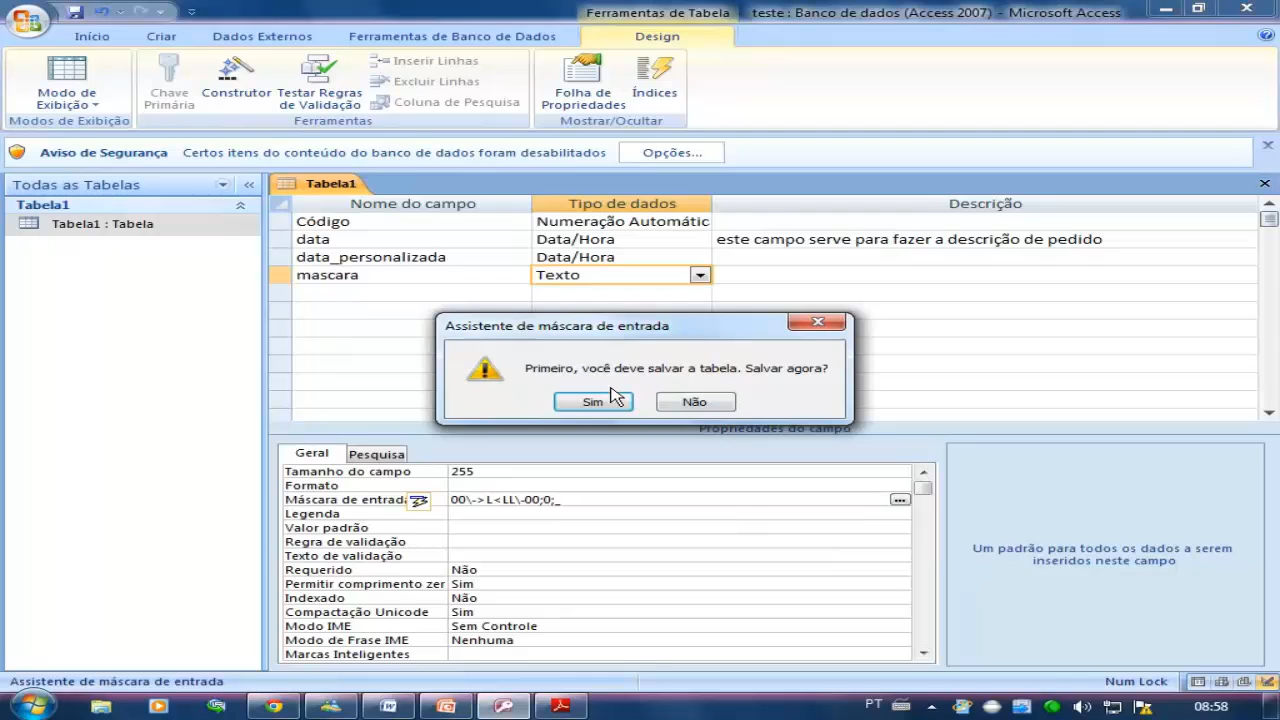 Ferramentas de Tabela teste : Banco de dados (Access 2007) - Microsoft Access
Início Criar Dados Externos Ferramentas de Banco de Dados Design
Modo de Exibição
Modos de Exibição
Chave Primária
Construtor
Testar Regras de Validação
Inserir Linhas
Excluir Linhas
Coluna de Pesquisa
Ferramentas
Folha de Propriedades
Índices
Mostrar/Ocultar
Aviso de Segurança Certos itens do conteúdo do banco de dados foram desabilitados Opções...
Todas as Tabelas «
Tabela1
Tabela1 : Tabela
Tabela1
Nome do campo Tipo de dados Descrição
Código Numeração Automátic
data Data/Hora este campo serve para fazer a descrição de pedido
data_personalizada Data/Hora
mascara Texto
Assistente de máscara de entrada
Primeiro, você deve salvar a tabela. Salvar agora?
Sim Não
Propriedades do campo
Geral Pesquisa
Tamanho do campo 255
Formato
Máscara de entrada 00\->L<LL\-00;0;_ ...
Legenda
Valor padrão
Regra de validação
Texto de validação
Requerido Não
Permitir comprimento zer Sim
Indexado Não
Compactação Unicode Sim
Modo IME Sem Controle
Modo de Frase IME Nenhuma
Marcas Inteligentes
Um padrão para todos os dados a serem inseridos neste campo
Assistente de máscara de entrada Num Lock
PT 08:58